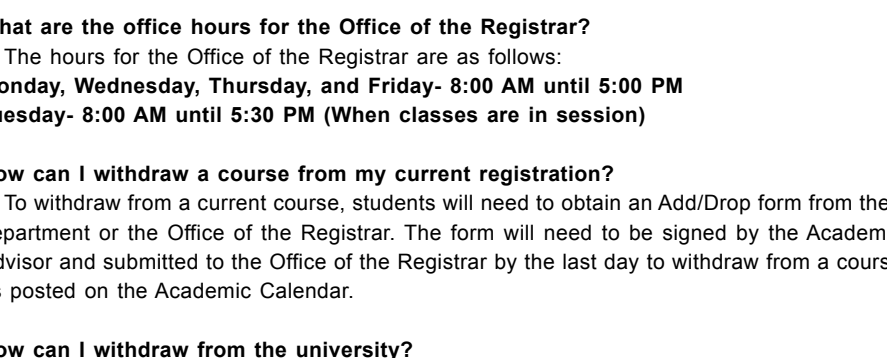 hat are the office hours for the Office of the Registrar?
The hours for the Office of the Registrar are as follows:
onday, Wednesday, Thursday, and Friday- 8:00 AM until 5:00 PM
uesday- 8:00 AM until 5:30 PM (When classes are in session)
ow can I withdraw a course from my current registration?
To withdraw from a current course, students will need to obtain an Add/Drop form from the
epartment or the Office of the Registrar. The form will need to be signed by the Academ
dvisor and submitted to the Office of the Registrar by the last day to withdraw from a cours
s posted on the Academic Calendar.
ow can I withdraw from the university?